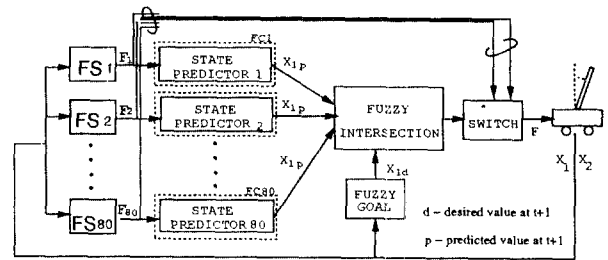 FC1
FS1
F1
STATE
PREDICTOR 1
X1p
FS2
F2
STATE
PREDICTOR 2
X1p
FUZZY
INTERSECTION
SWITCH
F
X1
X2
X1p
X1d
FC80
FS80
F80
STATE
PREDICTOR 80
FUZZY
GOAL
d - desired value at t+1
p - predicted value at t+1